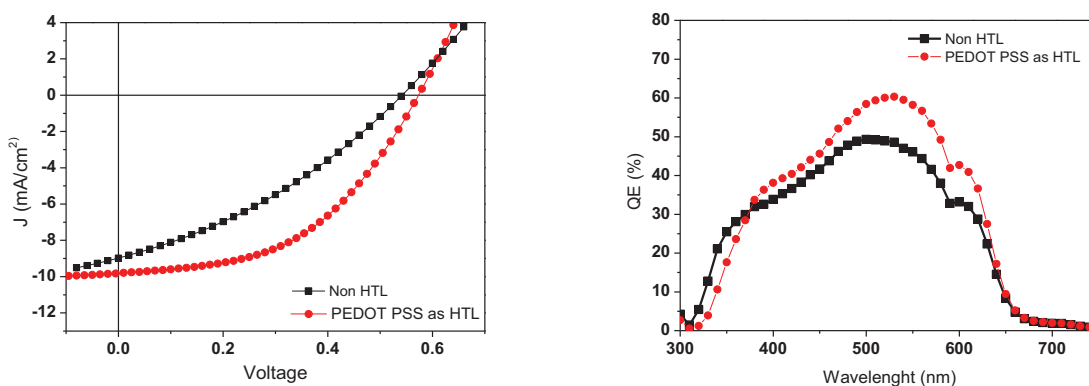 4
2
0
-2
-4
-6
-8
-10
-12
J (mA/cm²)
Non HTL
PEDOT PSS as HTL
0.0 0.2 0.4 0.6
Voltage
80
70
60
50
40
30
20
10
0
QE (%)
Non HTL
PEDOT PSS as HTL
300 400 500 600 700
Wavelenght (nm)